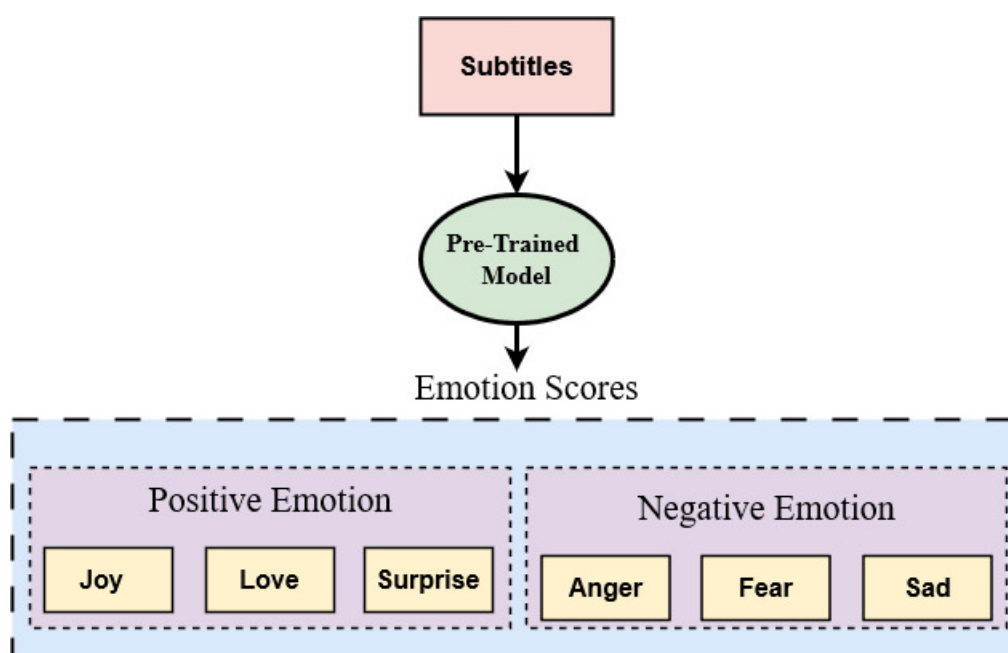 Subtitles
Pre-Trained
Model
Emotion Scores
Positive Emotion
Joy
Love
Surprise
Negative Emotion
Anger
Fear
Sad